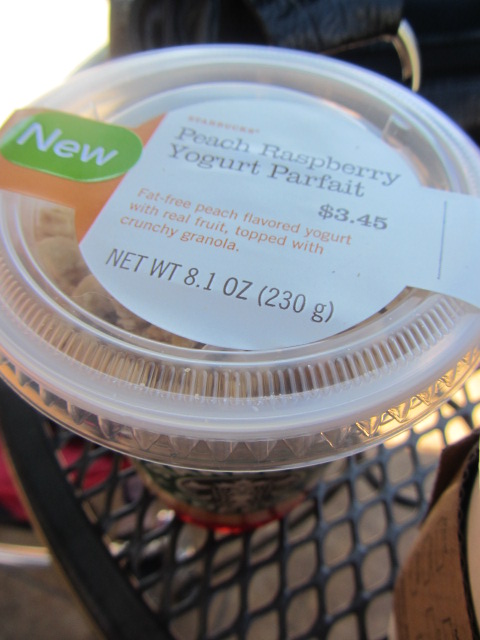 New
STARBUCKS®
Peach Raspberry
Yogurt Parfait
$3.45
Fat-free peach flavored yogurt
with real fruit, topped with
crunchy granola.
NET WT 8.1 OZ (230 g)